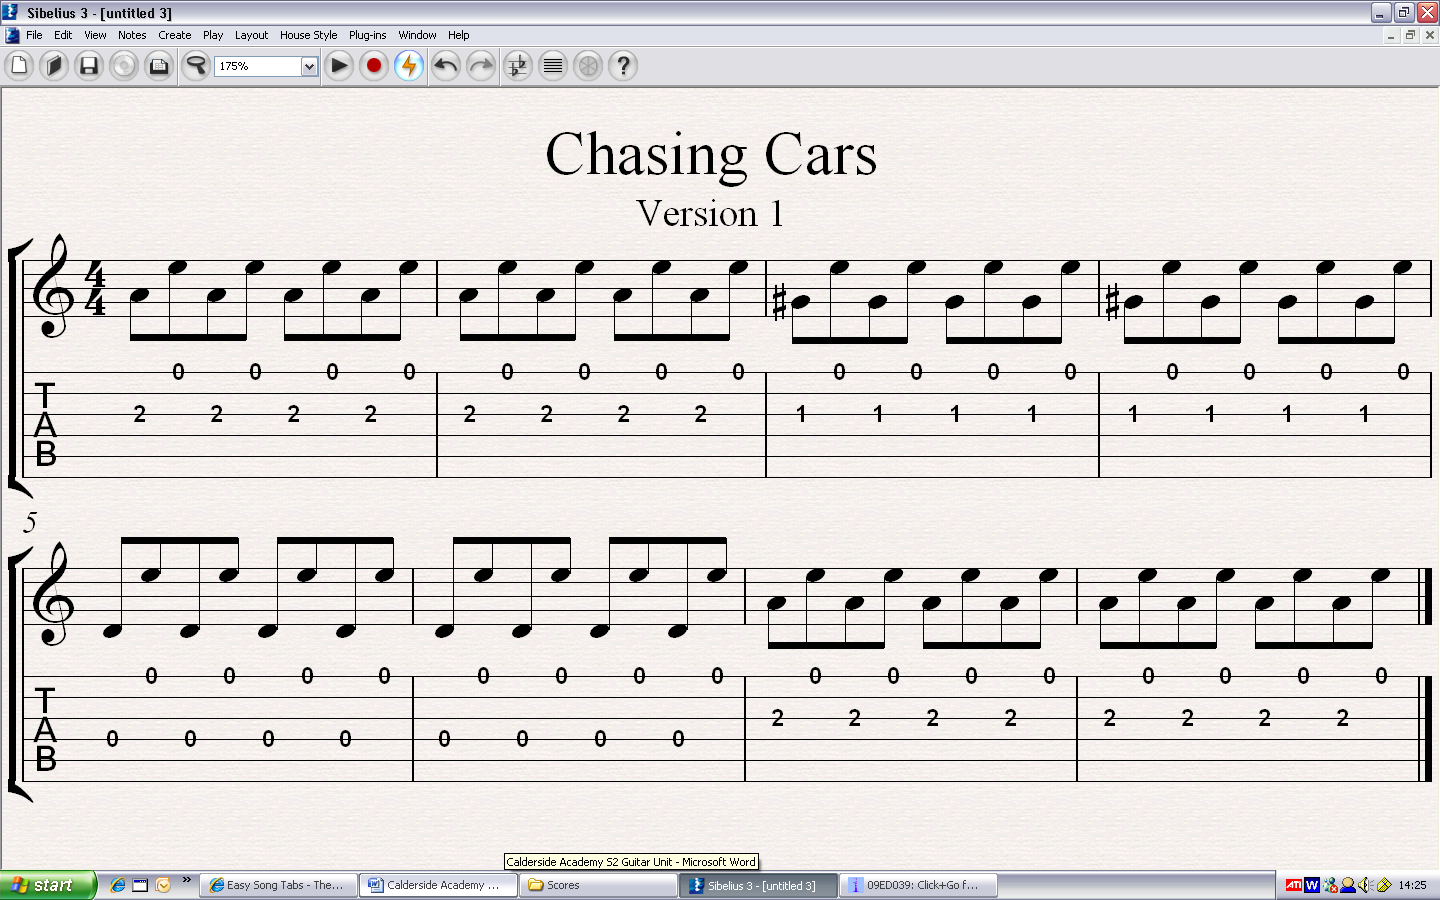 Sibelius 3 - [untitled 3]
File Edit View Notes Create Play Layout House Style Plug-ins Window Help
175%
Chasing Cars
Version 1
4
4
0 0 0 0 0 0 0 0 0 0 0 0 0 0 0 0
T
A
B
2 2 2 2 2 2 2 2 1 1 1 1 1 1 1 1
5
0 0 0 0 0 0 0 0 0 0 0 0 0 0 0 0
T
A
B
2 2 2 2 2 2 2 2
0 0 0 0 0 0 0 0
Calderside Academy S2 Guitar Unit - Microsoft Word
start
Easy Song Tabs - The...
Calderside Academy ...
Scores
Sibelius 3 - [untitled 3]
09ED039: Click+Go f...
ATI
14:25